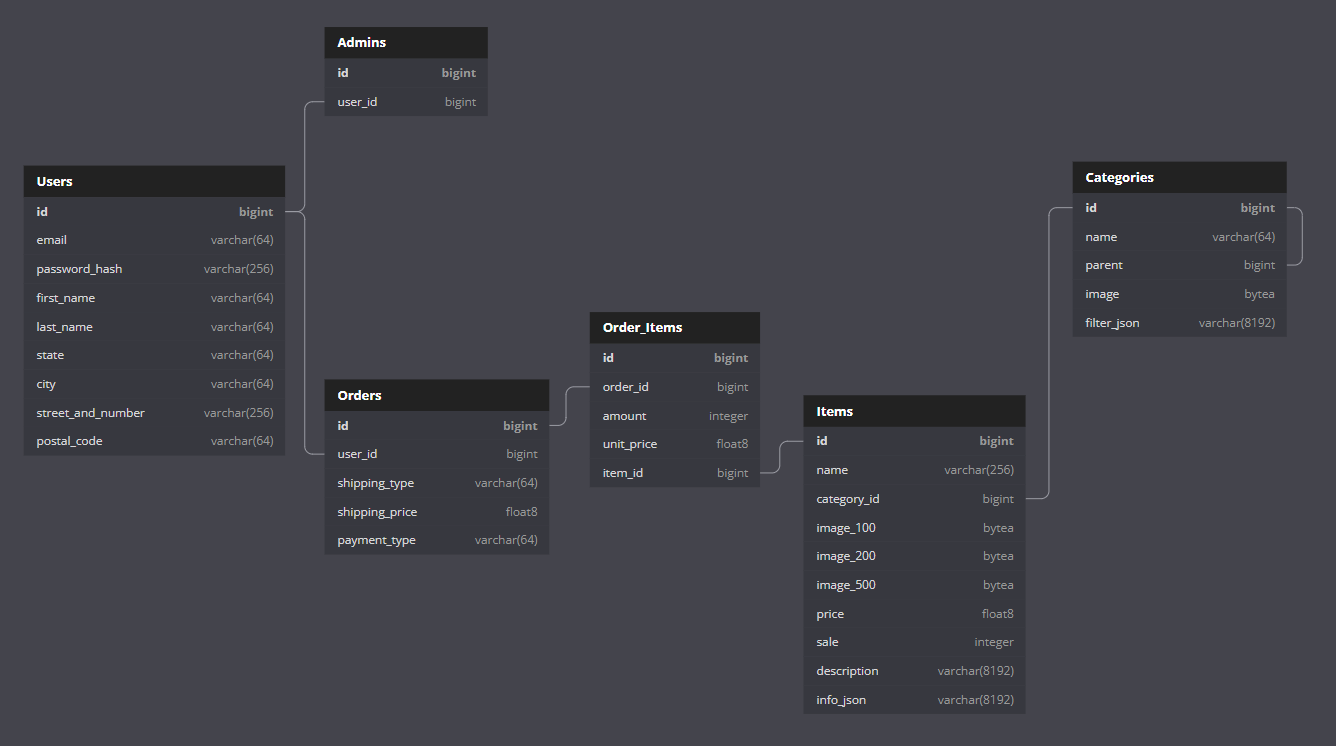 Admins
id bigint
user_id bigint
Users
id bigint
email varchar(64)
password_hash varchar(256)
first_name varchar(64)
last_name varchar(64)
state varchar(64)
city varchar(64)
street_and_number varchar(256)
postal_code varchar(64)
Orders
id bigint
user_id bigint
shipping_type varchar(64)
shipping_price float8
payment_type varchar(64)
Order_Items
id bigint
order_id bigint
amount integer
unit_price float8
item_id bigint
Items
id bigint
name varchar(256)
category_id bigint
image_100 bytea
image_200 bytea
image_500 bytea
price float8
sale integer
description varchar(8192)
info_json varchar(8192)
Categories
id bigint
name varchar(64)
parent bigint
image bytea
filter_json varchar(8192)